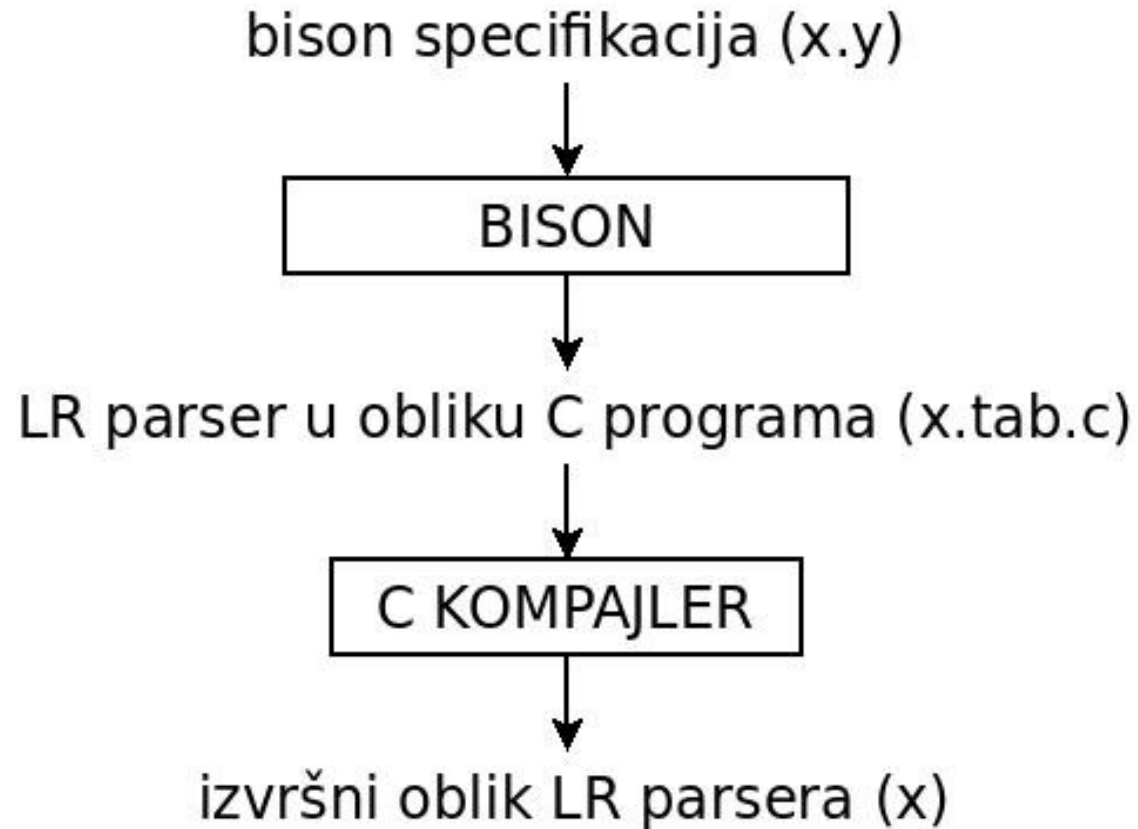 bison specifikacija (x.y)
BISON
LR parser u obliku C programa (x.tab.c)
C KOMPAJLER
izvršni oblik LR parsera (x)